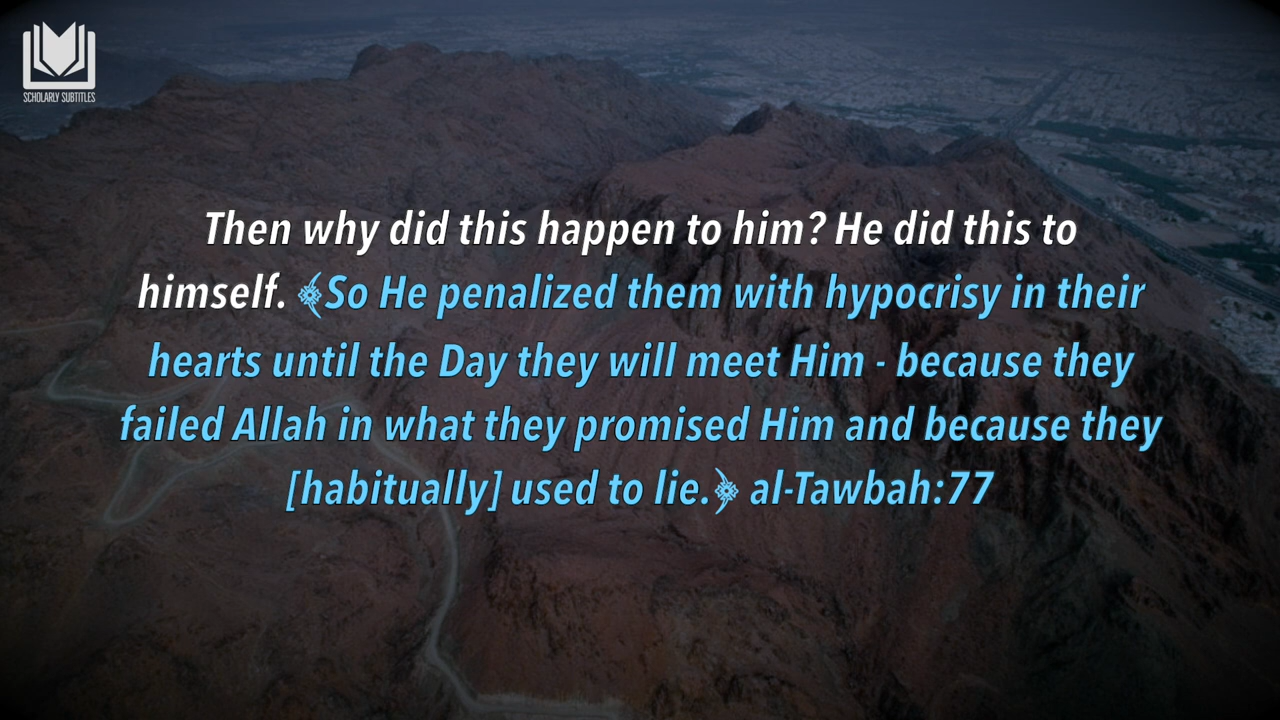 SCHOLARLY SUBTITLES
Then why did this happen to him? He did this to
himself. ﴾So He penalized them with hypocrisy in their
hearts until the Day they will meet Him - because they
failed Allah in what they promised Him and because they
[habitually] used to lie.﴿ al-Tawbah:77